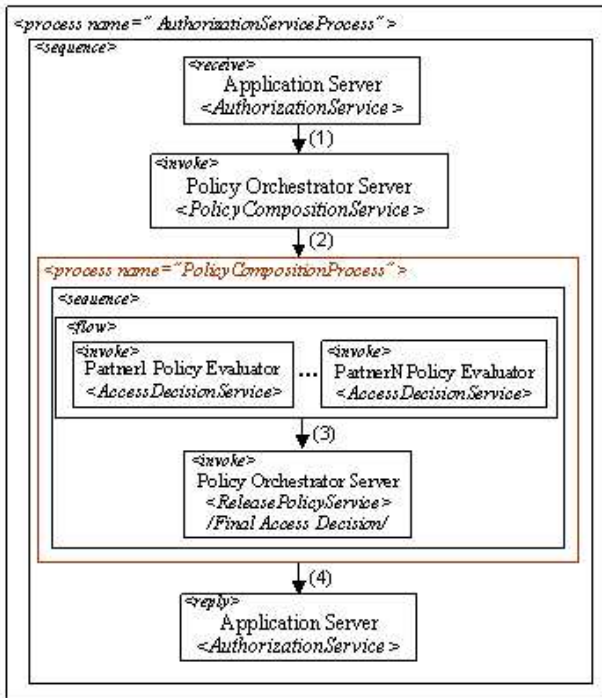 <process name="AuthorizationServiceProcess">
<sequence>
<receive>
Application Server
<AuthorizationService >
(1)
<invoke>
Policy Orchestrator Server
<PolicyCompositionService >
(2)
<process name="PolicyCompositionProcess">
<sequence>
<flow>
<invoke>
Partner1 Policy Evaluator
<AccessDecisionService>
...
<invoke>
PartnerN Policy Evaluator
<AccessDecisionService>
(3)
<invoke>
Policy Orchestrator Server
<ReleasePolicyService>
/Final Access Decision/
(4)
<reply>
Application Server
<AuthorizationService >